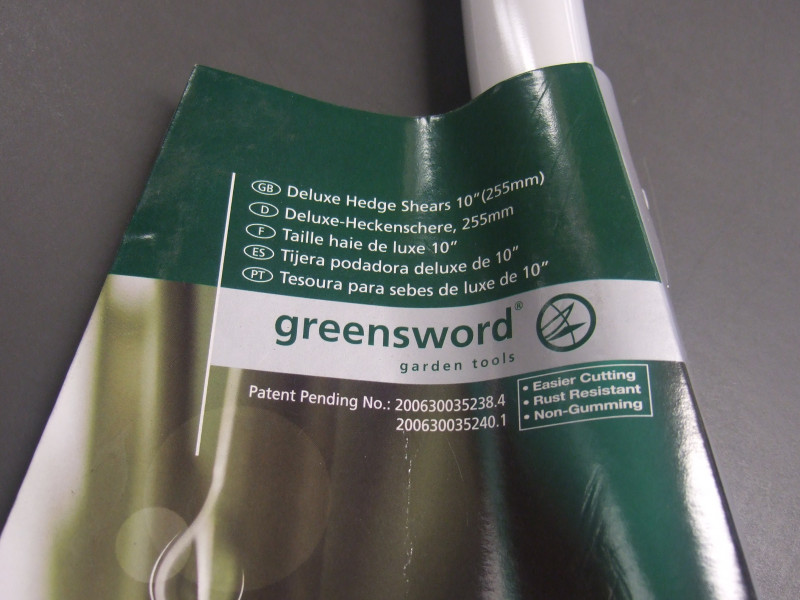 GB Deluxe Hedge Shears 10"(255mm)
D Deluxe-Heckenschere, 255mm
F Taille haie de luxe 10"
ES Tijera podadora deluxe de 10"
PT Tesoura para sebes de luxe de 10"
greensword®
garden tools
Patent Pending No.: 200630035238.4
200630035240.1
• Easier Cutting
• Rust Resistant
• Non-Gumming